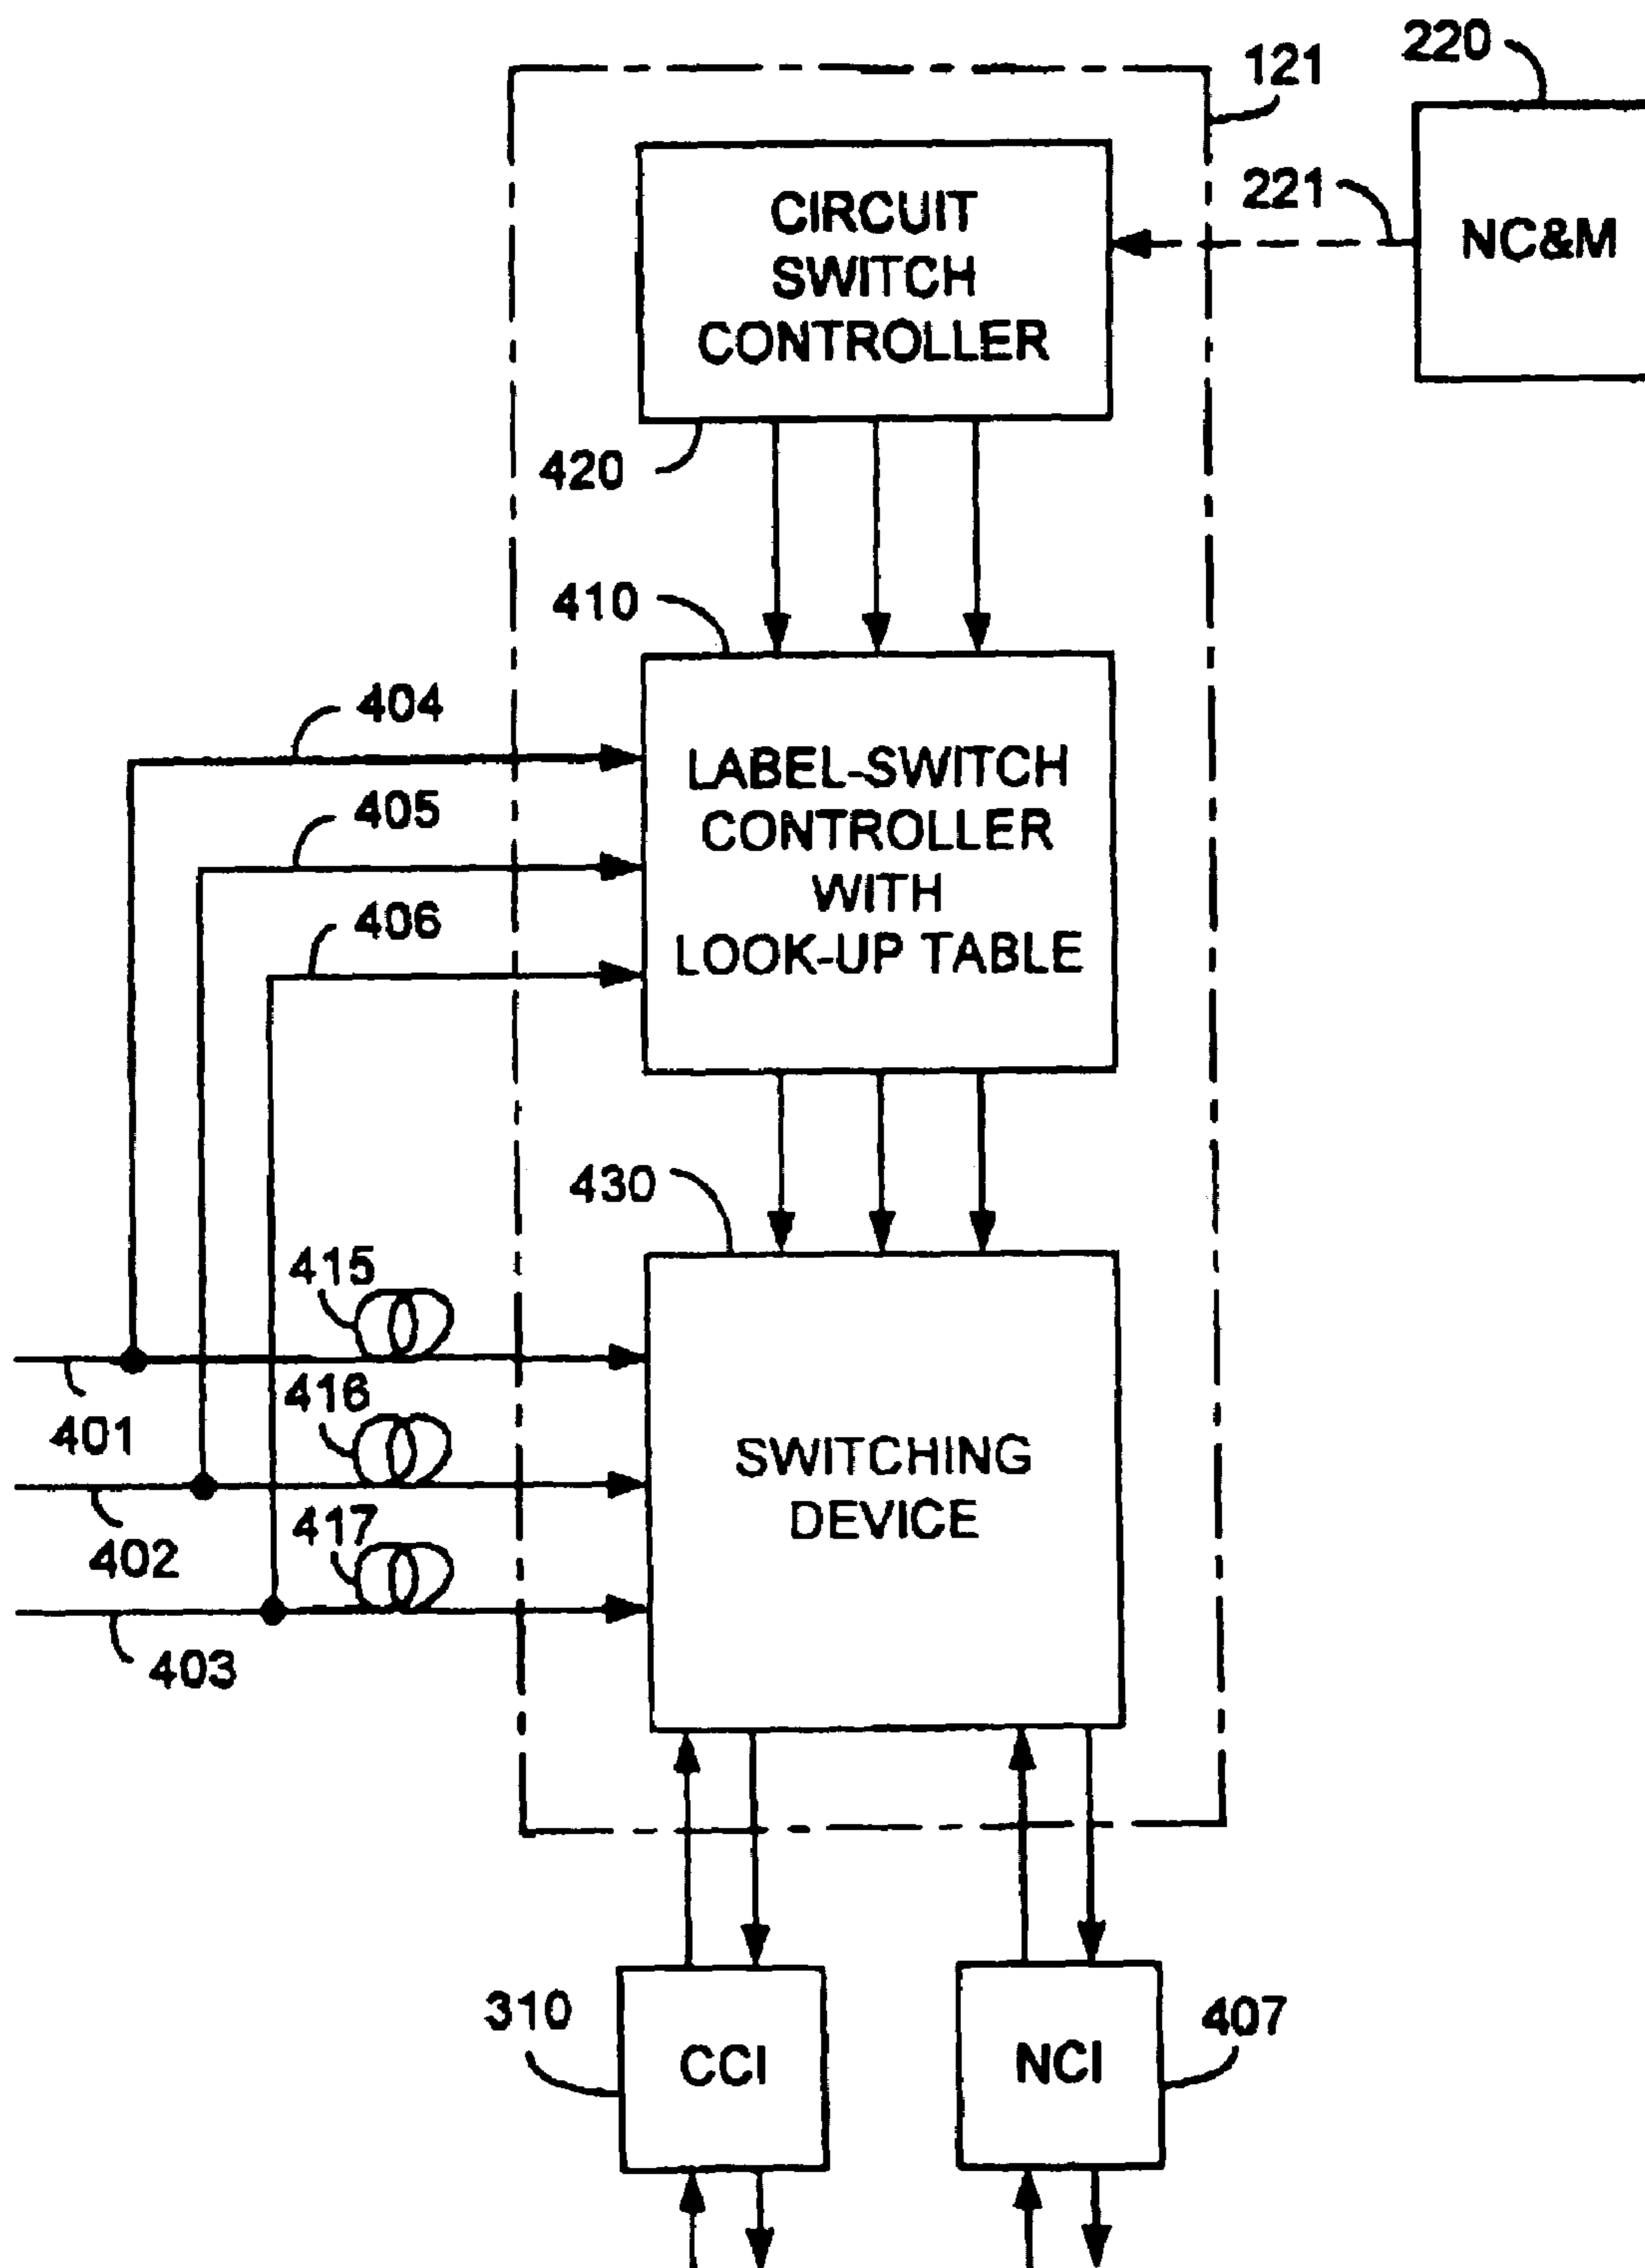 220
121
221
NC&M
CIRCUIT
SWITCH
CONTROLLER
420
410
404
LABEL-SWITCH
CONTROLLER
WITH
LOOK-UP TABLE
405
406
430
415
401
416
SWITCHING
DEVICE
402
417
403
310
CCI
NCI
407